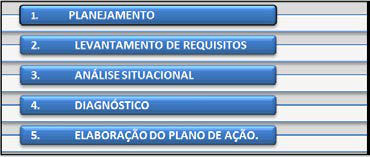 1. PLANEJAMENTO
2. LEVANTAMENTO DE REQUISITOS
3. ANÁLISE SITUACIONAL
4. DIAGNÓSTICO
5. ELABORAÇÃO DO PLANO DE AÇÃO.